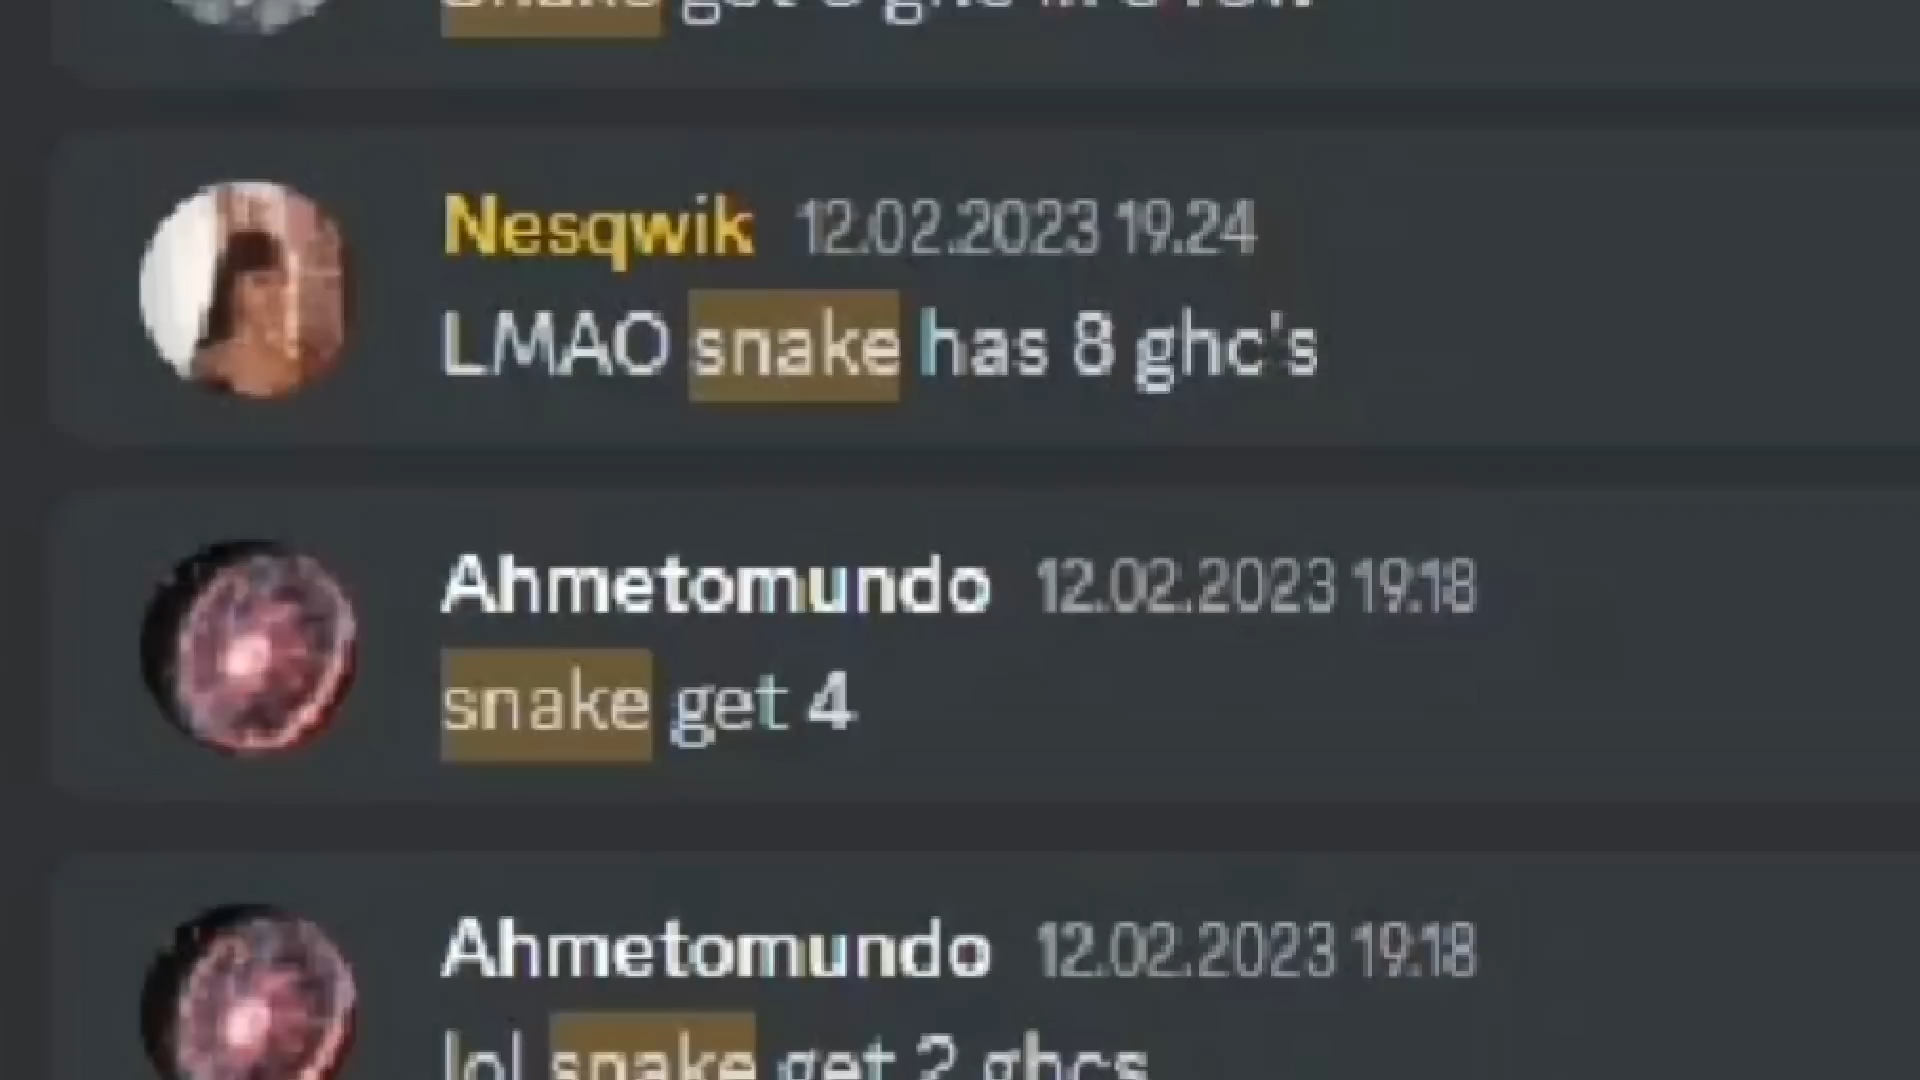 Nesqwik 12.02.2023 19.24
LMAO snake has 8 ghc's
Ahmetomundo 12.02.2023 19.18
snake get 4
Ahmetomundo 12.02.2023 19.18
lol snake get 2 ghcs